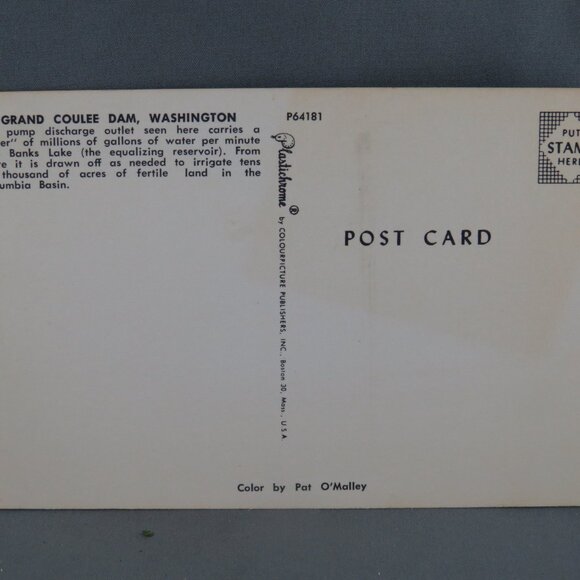 GRAND COULEE DAM, WASHINGTON
pump discharge outlet seen here carries a
er" of millions of gallons of water per minute
Banks Lake (the equalizing reservoir). From
re it is drawn off as needed to irrigate tens
thousand of acres of fertile land in the
umbia Basin.
P64181
Plastichrome ®
by COLOURPICTURE PUBLISHERS, INC., Boston 30, Mass., U.S.A.
PUT
STAM
HER
POST CARD
Color by Pat O'Malley